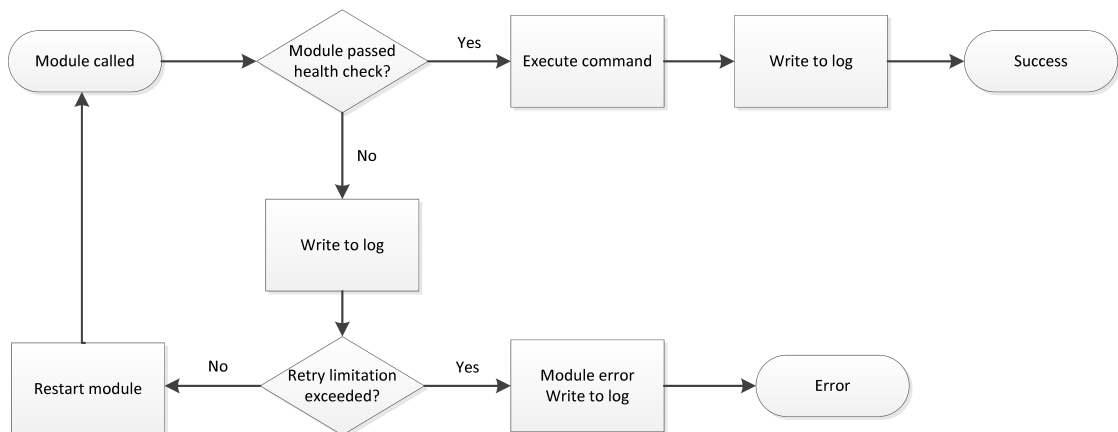 Module called
Module passed
health check?
Yes
Execute command
Write to log
Success
No
Write to log
Restart module
No
Retry limitation
exceeded?
Yes
Module error
Write to log
Error